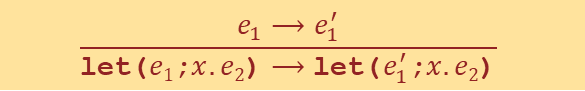 e₁ ⟶ e₁′
let(e₁;x.e₂) ⟶ let(e₁′;x.e₂)